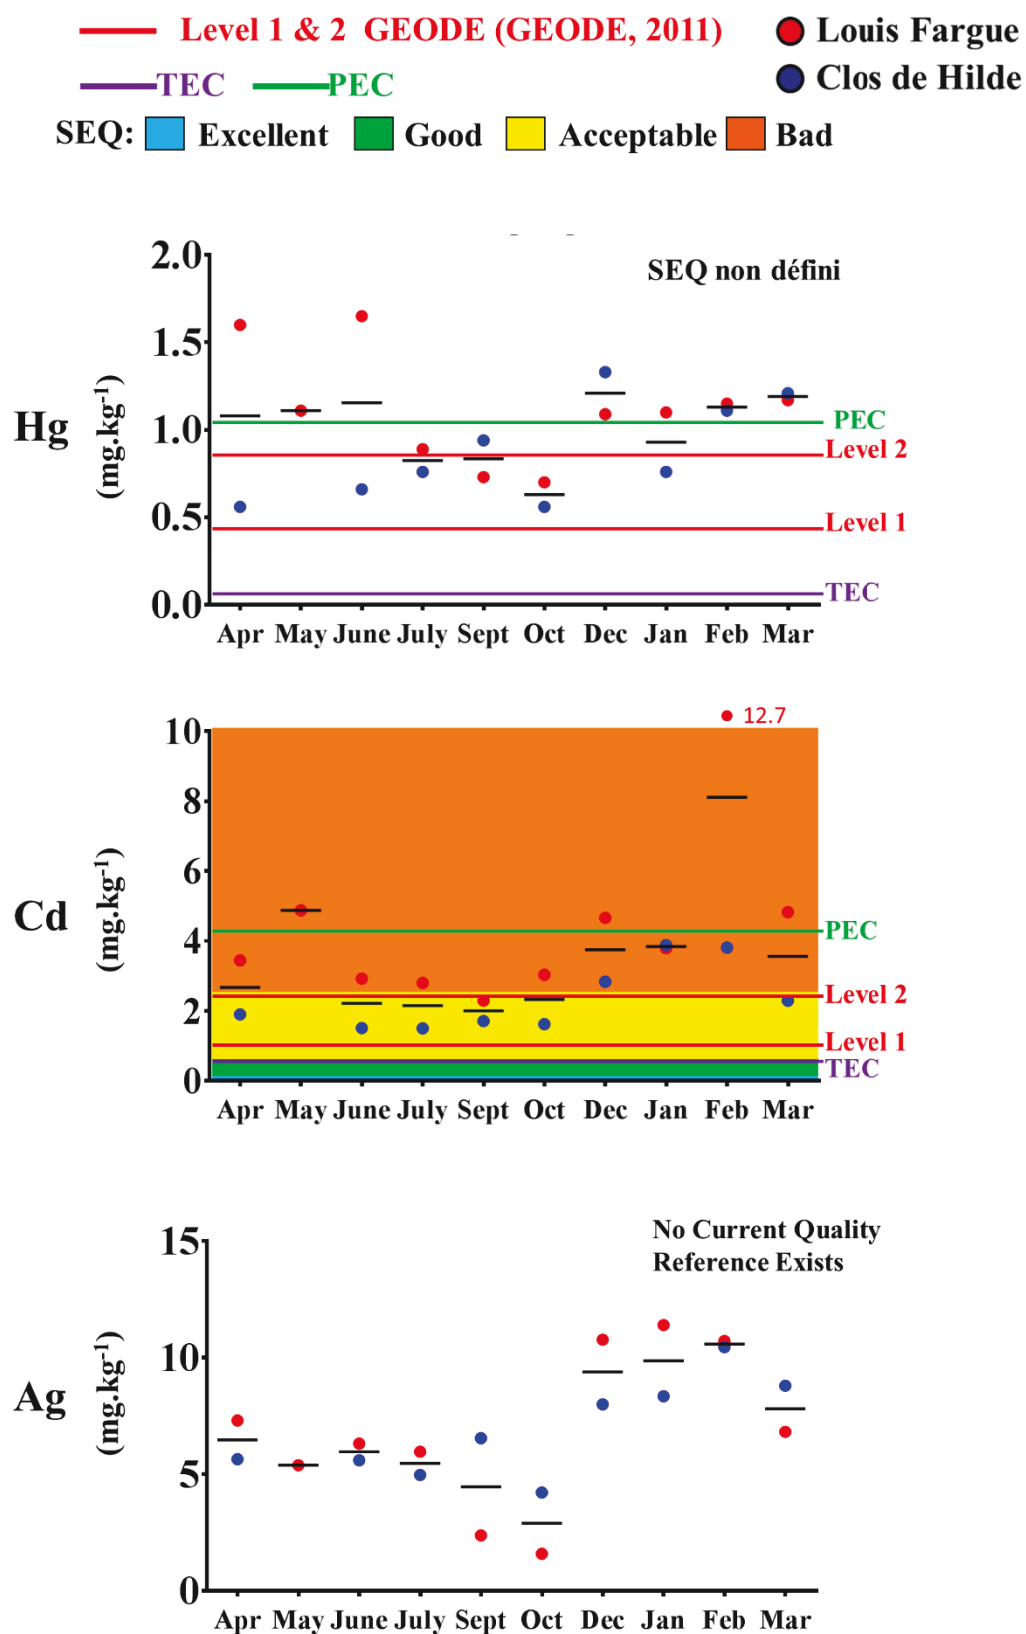 Level 1 & 2 GEODE (GEODE, 2011)
Louis Fargue
TEC
PEC
Clos de Hilde
SEQ: Excellent Good Acceptable Bad
Hg
(mg.kg-1)
2.0
1.5
1.0
0.5
0.0
SEQ non défini
PEC
Level 2
Level 1
TEC
Apr May June July Sept Oct Dec Jan Feb Mar
Cd
(mg.kg-1)
12.7
10
8
6
4
2
0
PEC
Level 2
Level 1
TEC
Apr May June July Sept Oct Dec Jan Feb Mar
Ag
(mg.kg-1)
15
10
5
0
No Current Quality
Reference Exists
Apr May June July Sept Oct Dec Jan Feb Mar